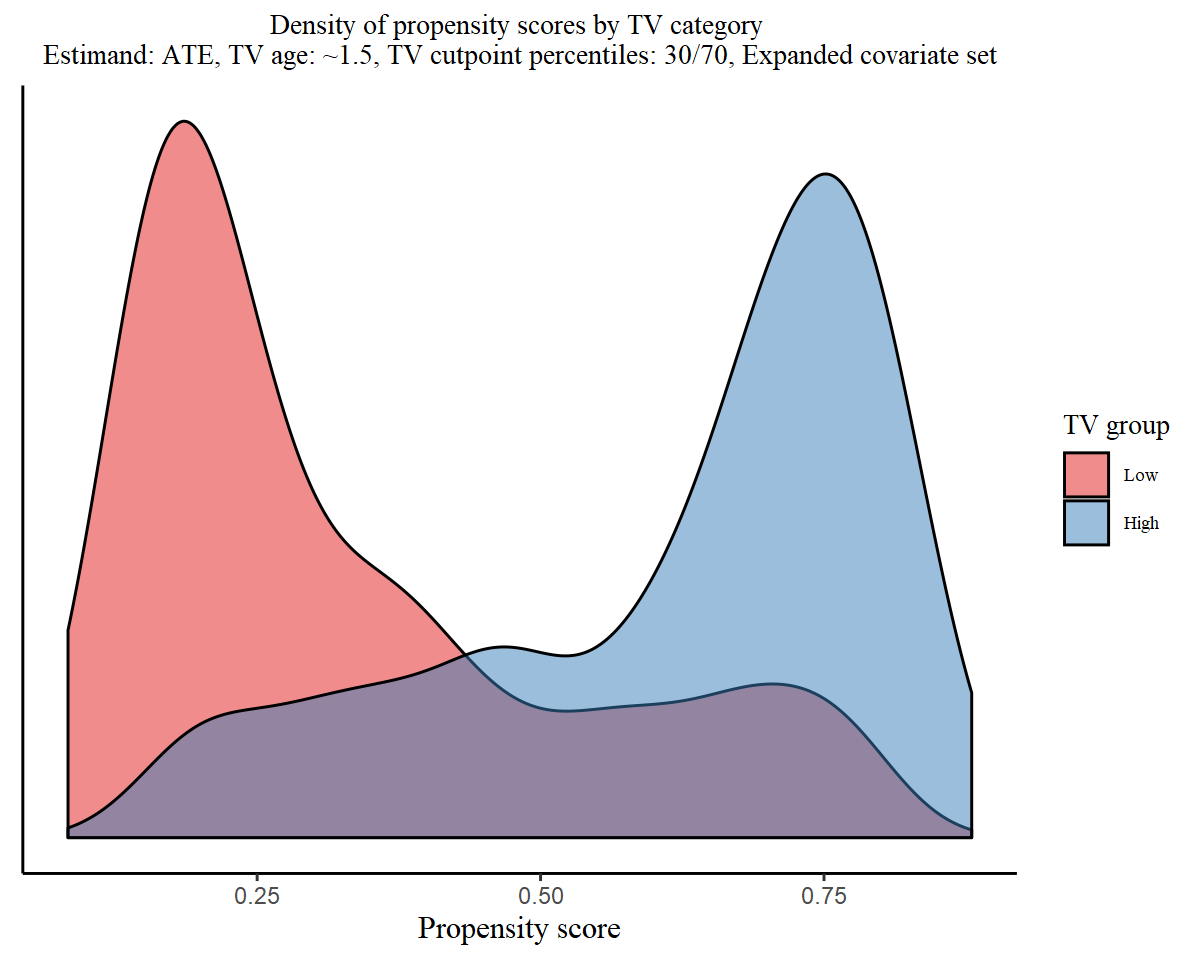 Density of propensity scores by TV category
Estimand: ATE, TV age: ~1.5, TV cutpoint percentiles: 30/70, Expanded covariate set
TV group
Low
High
0.25 0.50 0.75
Propensity score